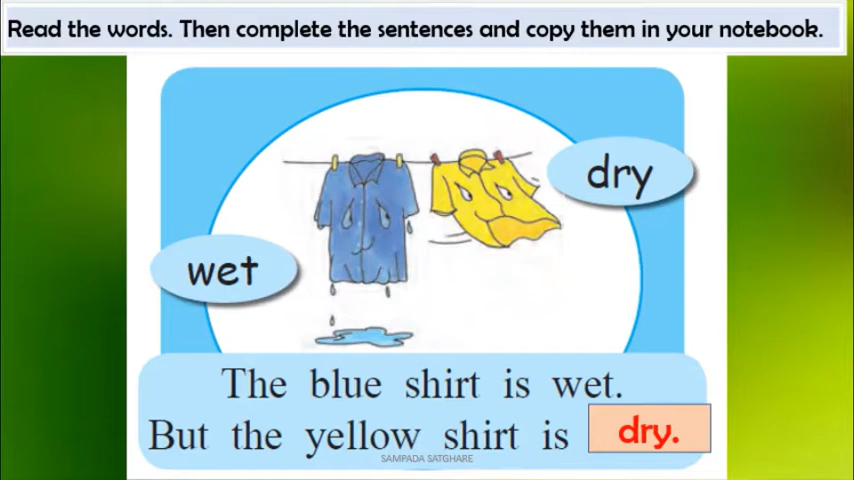 Read the words. Then complete the sentences and copy them in your notebook.
dry
wet
The blue shirt is wet.
But the yellow shirt is dry.
SAMPADA SATGHARE